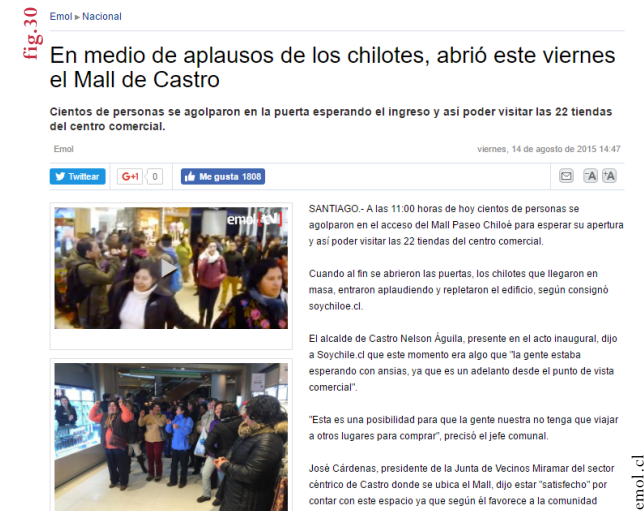 fig.30
Emol ▸ Nacional
En medio de aplausos de los chilotes, abrió este viernes
el Mall de Castro
Cientos de personas se agolparon en la puerta esperando el ingreso y así poder visitar las 22 tiendas
del centro comercial.
Emol
viernes, 14 de agosto de 2015 14:47
Twittear G+1 0 Me gusta 1808 -A +A
emol TV
SANTIAGO.- A las 11:00 horas de hoy cientos de personas se
agolparon en el acceso del Mall Paseo Chiloè para esperar su apertura
y así poder visitar las 22 tiendas del centro comercial.
Cuando al fin se abrieron las puertas, los chilotes que llegaron en
masa, entraron aplaudiendo y repletaron el edificio, según consignó
soychiloe.cl.
El alcalde de Castro Nelson Águila, presente en el acto inaugural, dijo
a Soychile.cl que este momento era algo que "la gente estaba
esperando con ansias, ya que es un adelanto desde el punto de vista
comercial".
"Esta es una posibilidad para que la gente nuestra no tenga que viajar
a otros lugares para comprar", precisó el jefe comunal.
José Cárdenas, presidente de la Junta de Vecinos Miramar del sector
céntrico de Castro donde se ubica el Mall, dijo estar "satisfecho" por
contar con este espacio ya que según él favorece a la comunidad
emol.cl